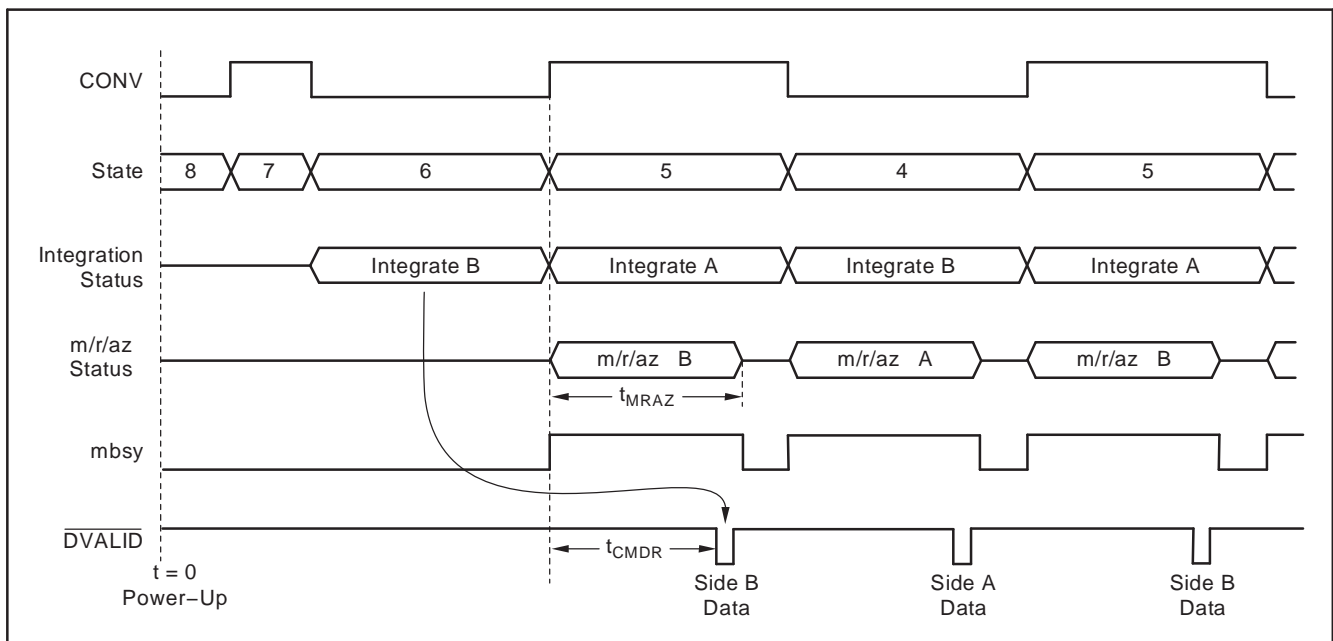 CONV
State
8
7
6
5
4
5
Integration
Status
Integrate B
Integrate A
Integrate B
Integrate A
m/r/az
Status
m/r/az B
m/r/az A
m/r/az B
tMRAZ
mbsy
DVALID
tCMDR
t = 0
Power–Up
Side B
Data
Side A
Data
Side B
Data